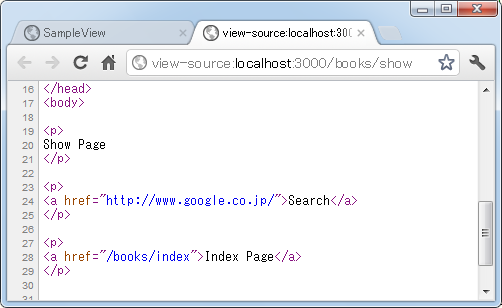 SampleView
view-source:localhost:300
view-source:localhost:3000/books/show
16 </head>
17 <body>
18
19 <p>
20 Show Page
21 </p>
22
23 <p>
24 <a href="http://www.google.co.jp/">Search</a>
25 </p>
26
27 <p>
28 <a href="/books/index">Index Page</a>
29 </p>
30
31